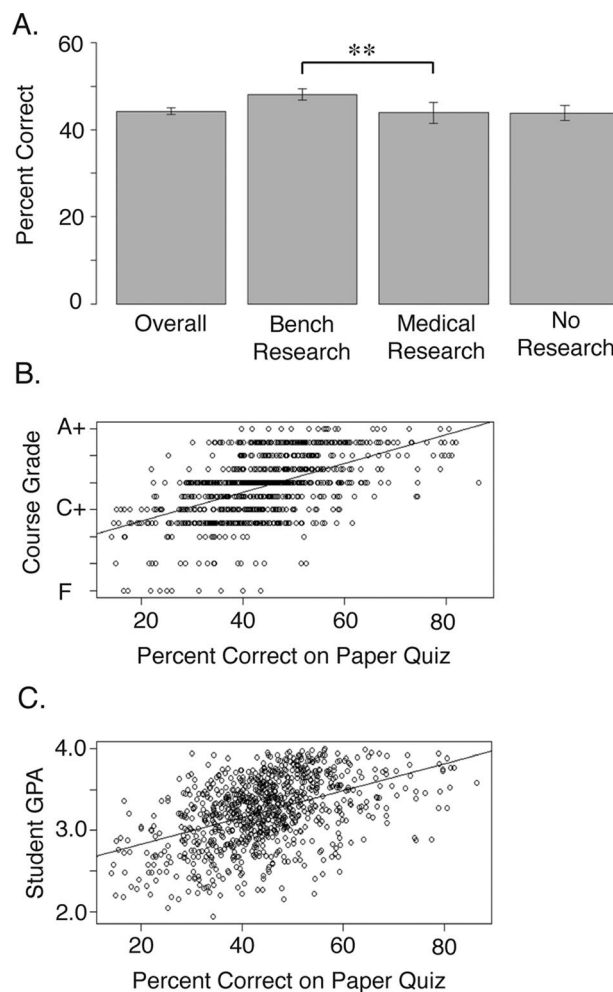 A.
**
60
40
20
0
Percent Correct
Overall
Bench
Research
Medical
Research
No
Research
B.
A+
C+
F
Course Grade
20 40 60 80
Percent Correct on Paper Quiz
C.
4.0
3.0
2.0
Student GPA
20 40 60 80
Percent Correct on Paper Quiz